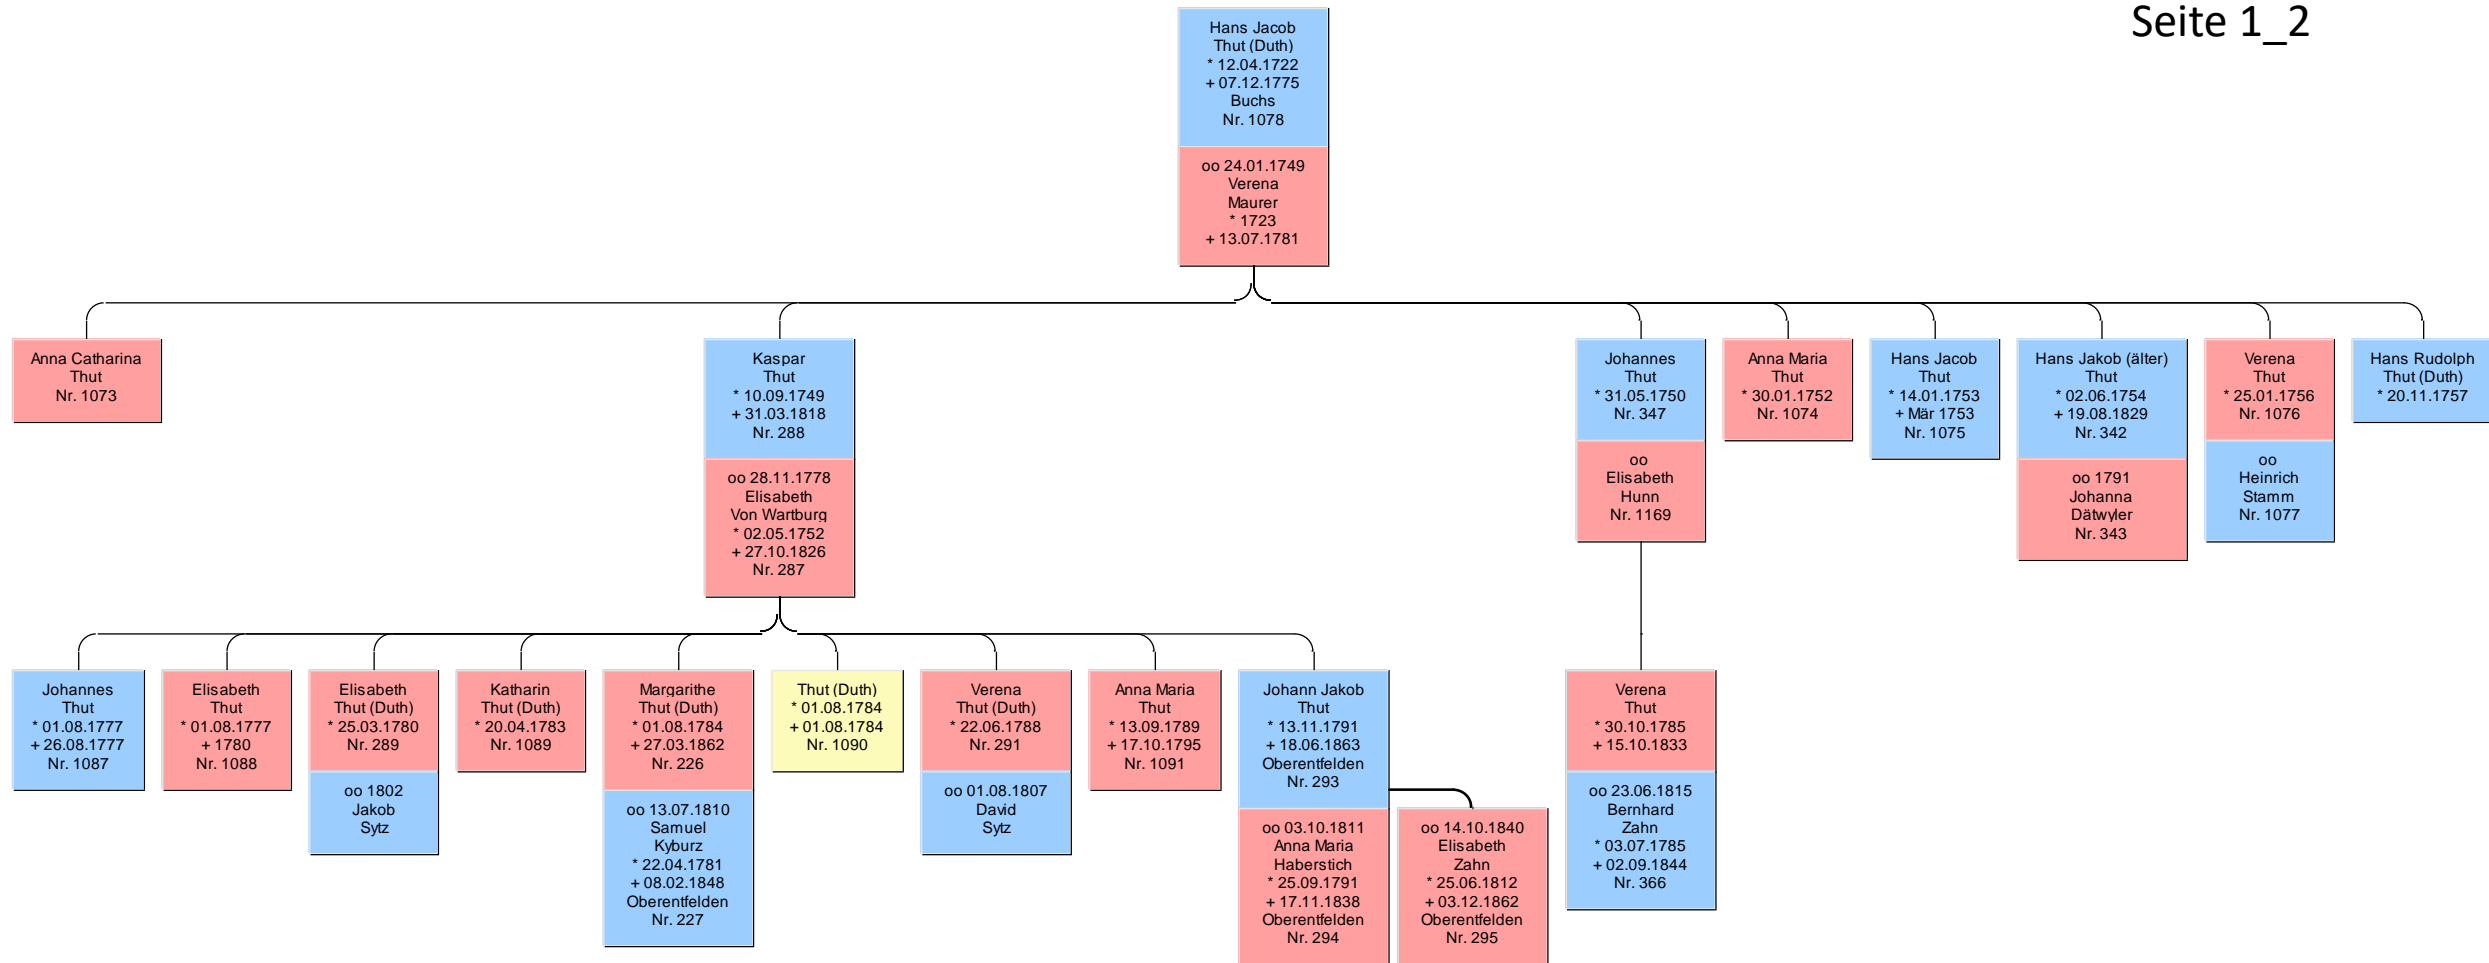 Seite 1_2
Hans Jacob
Thut (Duth)
* 12.04.1722
+ 07.12.1775
Buchs
Nr. 1078
oo 24.01.1749
Verena
Maurer
* 1723
+ 13.07.1781
Anna Catharina
Thut
Nr. 1073
Kaspar
Thut
* 10.09.1749
+ 31.03.1818
Nr. 288
oo 28.11.1778
Elisabeth
Von Wartburg
* 02.05.1752
+ 27.10.1826
Nr. 287
Johannes
Thut
* 31.05.1750
Nr. 347
oo
Elisabeth
Hunn
Nr. 1169
Anna Maria
Thut
* 30.01.1752
Nr. 1074
Hans Jacob
Thut
* 14.01.1753
+ Mär 1753
Nr. 1075
Hans Jakob (älter)
Thut
* 02.06.1754
+ 19.08.1829
Nr. 342
oo 1791
Johanna
Dätwyler
Nr. 343
Verena
Thut
* 25.01.1756
Nr. 1076
oo
Heinrich
Stamm
Nr. 1077
Hans Rudolph
Thut (Duth)
* 20.11.1757
Johannes
Thut
* 01.08.1777
+ 26.08.1777
Nr. 1087
Elisabeth
Thut
* 01.08.1777
+ 1780
Nr. 1088
Elisabeth
Thut (Duth)
* 25.03.1780
Nr. 289
oo 1802
Jakob
Sytz
Katharin
Thut (Duth)
* 20.04.1783
Nr. 1089
Margarithe
Thut (Duth)
* 01.08.1784
+ 27.03.1862
Nr. 226
oo 13.07.1810
Samuel
Kyburz
* 22.04.1781
+ 08.02.1848
Oberentfelden
Nr. 227
Thut (Duth)
* 01.08.1784
+ 01.08.1784
Nr. 1090
Verena
Thut (Duth)
* 22.06.1788
Nr. 291
oo 01.08.1807
David
Sytz
Anna Maria
Thut
* 13.09.1789
+ 17.10.1795
Nr. 1091
Johann Jakob
Thut
* 13.11.1791
+ 18.06.1863
Oberentfelden
Nr. 293
oo 03.10.1811
Anna Maria
Haberstich
* 25.09.1791
+ 17.11.1838
Oberentfelden
Nr. 294
oo 14.10.1840
Elisabeth
Zahn
* 25.06.1812
+ 03.12.1862
Oberentfelden
Nr. 295
Verena
Thut
* 30.10.1785
+ 15.10.1833
oo 23.06.1815
Bernhard
Zahn
* 03.07.1785
+ 02.09.1844
Nr. 366